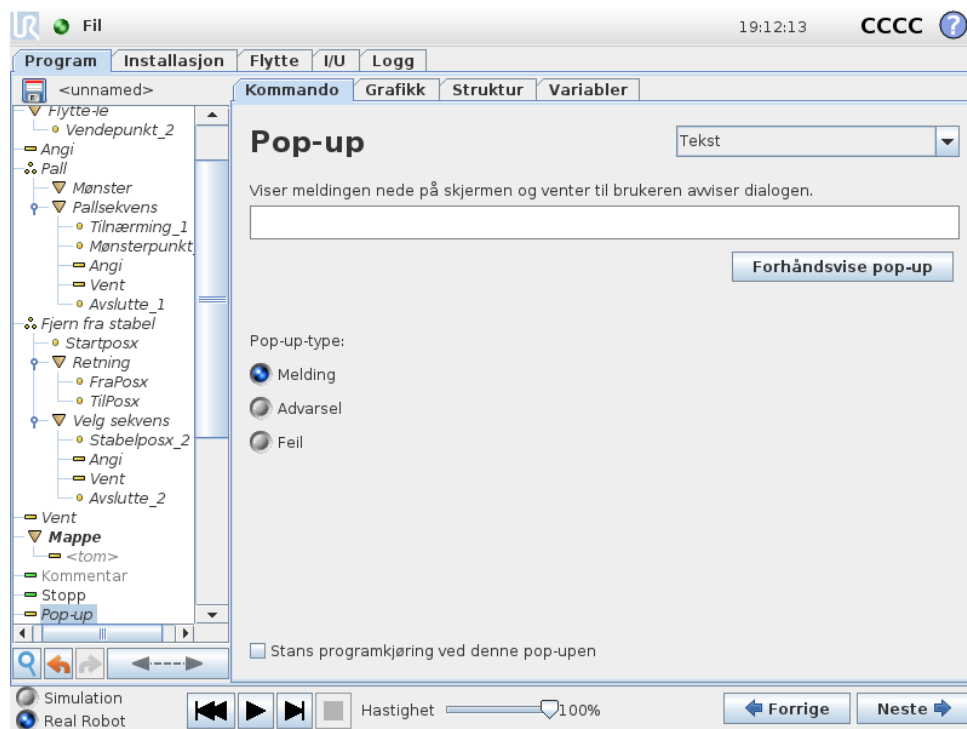 UR Fil 19:12:13 CCCC ?
Program Installasjon Flytte I/U Logg
<unnamed>
Kommando Grafikk Struktur Variabler
Flytte-le
Vendepunkt_2
Angi
Pall
Mønster
Pallsekvens
Tilnærming_1
Mønsterpunkt
Angi
Vent
Avslutte_1
Fjern fra stabel
Startposx
Retning
FraPosx
TilPosx
Velg sekvens
Stabelposx_2
Angi
Vent
Avslutte_2
Vent
Mappe
<tom>
Kommentar
Stopp
Pop-up
Pop-up
Tekst
Viser meldingen nede på skjermen og venter til brukeren avviser dialogen.
Forhåndsvise pop-up
Pop-up-type:
Melding
Advarsel
Feil
Stans programkjøring ved denne pop-upen
Simulation
Real Robot
Hastighet 100%
Forrige Neste